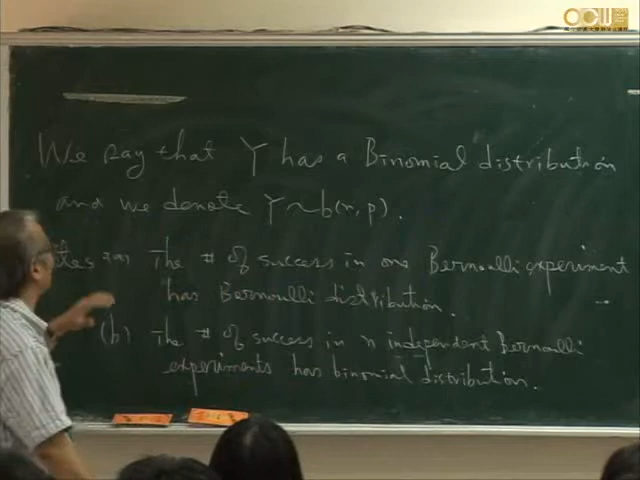 OCW
We say that Y has a Binomial distribution
and we denote Y ~ b(n, p).
(a) The # of success in one Bernoulli experiment
has Bernoulli distribution.
(b) The # of success in n independent Bernoulli
experiments has binomial distribution.